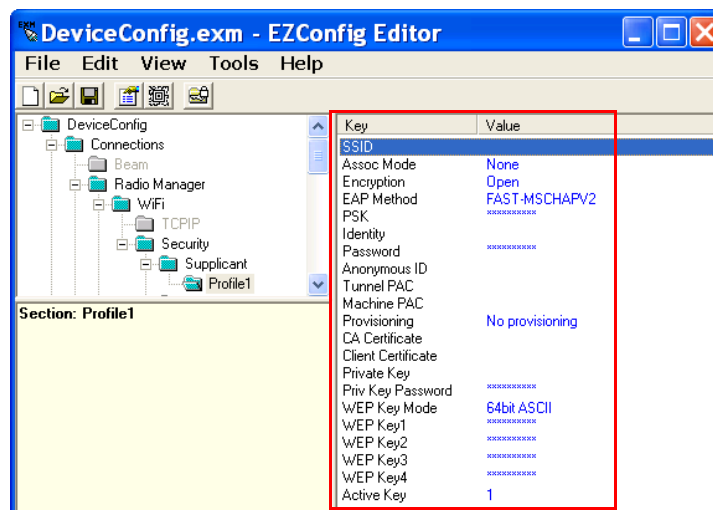 DeviceConfig.exm - EZConfig Editor
File Edit View Tools Help
DeviceConfig
Connections
Beam
Radio Manager
WiFi
TCPIP
Security
Supplicant
Profile1
Section: Profile1
Key Value
SSID
Assoc Mode None
Encryption Open
EAP Method FAST-MSCHAPV2
PSK **********
Identity
Password **********
Anonymous ID
Tunnel PAC
Machine PAC
Provisioning No provisioning
CA Certificate
Client Certificate
Private Key
Priv Key Password **********
WEP Key Mode 64bit ASCII
WEP Key1 **********
WEP Key2 **********
WEP Key3 **********
WEP Key4 **********
Active Key 1